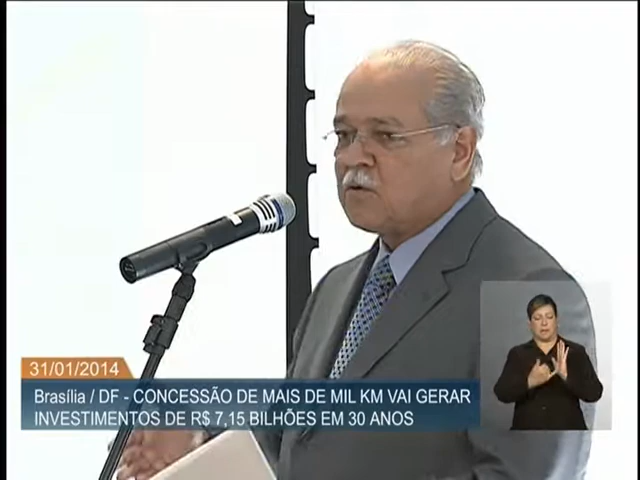 31/01/2014
Brasília / DF - CONCESSÃO DE MAIS DE MIL KM VAI GERAR
INVESTIMENTOS DE R$ 7,15 BILHÕES EM 30 ANOS